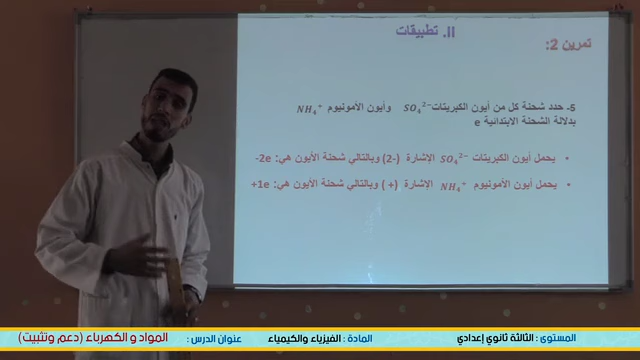 II. تطبيقات
تمرين 2:
5- حدد شحنة كل من أيون الكبريتات SO₄²⁻ وأيون الأمونيوم NH₄⁺
بدلالة الشحنة الابتدائية e
• يحمل أيون الكبريتات SO₄²⁻ الإشارة (-2) وبالتالي شحنة الأيون هي: -2e
• يحمل أيون الأمونيوم NH₄⁺ الإشارة (+) وبالتالي شحنة الأيون هي: +1e
المستوى : الثالثة ثانوي إعدادي المادة : الفيزياء والكيمياء عنوان الدرس : المواد و الكهرباء (دعم وتثبيت)